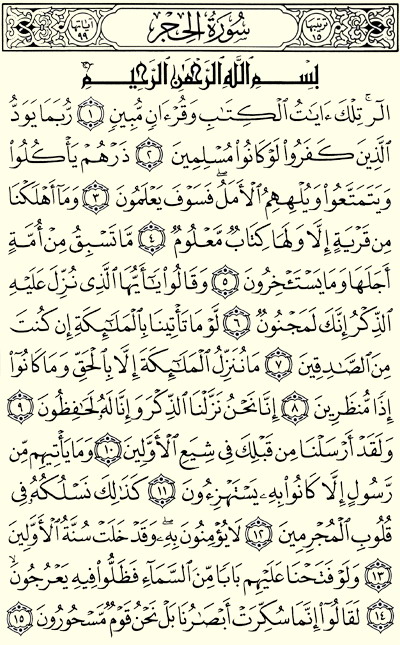 ترتيبها ١٥ سُورَةُ الحِجْرِ آياتها ٩٩
بِسْمِ اللَّهِ الرَّحْمَٰنِ الرَّحِيمِ
الٓرۚ تِلْكَ ءَايَٰتُ ٱلْكِتَٰبِ وَقُرْءَانٍ مُّبِينٍ ١ رُّبَمَا يَوَدُّ
ٱلَّذِينَ كَفَرُوا۟ لَوْ كَانُوا۟ مُسْلِمِينَ ٢ ذَرْهُمْ يَأْكُلُوا۟
وَيَتَمَتَّعُوا۟ وَيُلْهِهِمُ ٱلْأَمَلُۖ فَسَوْفَ يَعْلَمُونَ ٣ وَمَآ أَهْلَكْنَا
مِن قَرْيَةٍ إِلَّا وَلَهَا كِتَابٌ مَّعْلُومٌ ٤ مَّا تَسْبِقُ مِنْ أُمَّةٍ
أَجَلَهَا وَمَا يَسْتَـْٔخِرُونَ ٥ وَقَالُوا۟ يَٰٓأَيُّهَا ٱلَّذِى نُزِّلَ عَلَيْهِ
ٱلذِّكْرُ إِنَّكَ لَمَجْنُونٌ ٦ لَّوْ مَا تَأْتِينَا بِٱلْمَلَٰٓئِكَةِ إِن كُنتَ
مِنَ ٱلصَّٰدِقِينَ ٧ مَا نُنَزِّلُ ٱلْمَلَٰٓئِكَةَ إِلَّا بِٱلْحَقِّ وَمَا كَانُوٓا۟
إِذًا مُّنظَرِينَ ٨ إِنَّا نَحْنُ نَزَّلْنَا ٱلذِّكْرَ وَإِنَّا لَهُۥ لَحَٰفِظُونَ ٩
وَلَقَدْ أَرْسَلْنَا مِن قَبْلِكَ فِى شِيَعِ ٱلْأَوَّلِينَ ١٠ وَمَا يَأْتِيهِم مِّن
رَّسُولٍ إِلَّا كَانُوا۟ بِهِۦ يَسْتَهْزِءُونَ ١١ كَذَٰلِكَ نَسْلُكُهُۥ فِى
قُلُوبِ ٱلْمُجْرِمِينَ ١٢ لَا يُؤْمِنُونَ بِهِۦۖ وَقَدْ خَلَتْ سُنَّةُ ٱلْأَوَّلِينَ
١٣ وَلَوْ فَتَحْنَا عَلَيْهِم بَابًا مِّنَ ٱلسَّمَآءِ فَظَلُّوا۟ فِيهِ يَعْرُجُونَ
١٤ لَقَالُوٓا۟ إِنَّمَا سُكِّرَتْ أَبْصَٰرُنَا بَلْ نَحْنُ قَوْمٌ مَّسْحُورُونَ ١٥